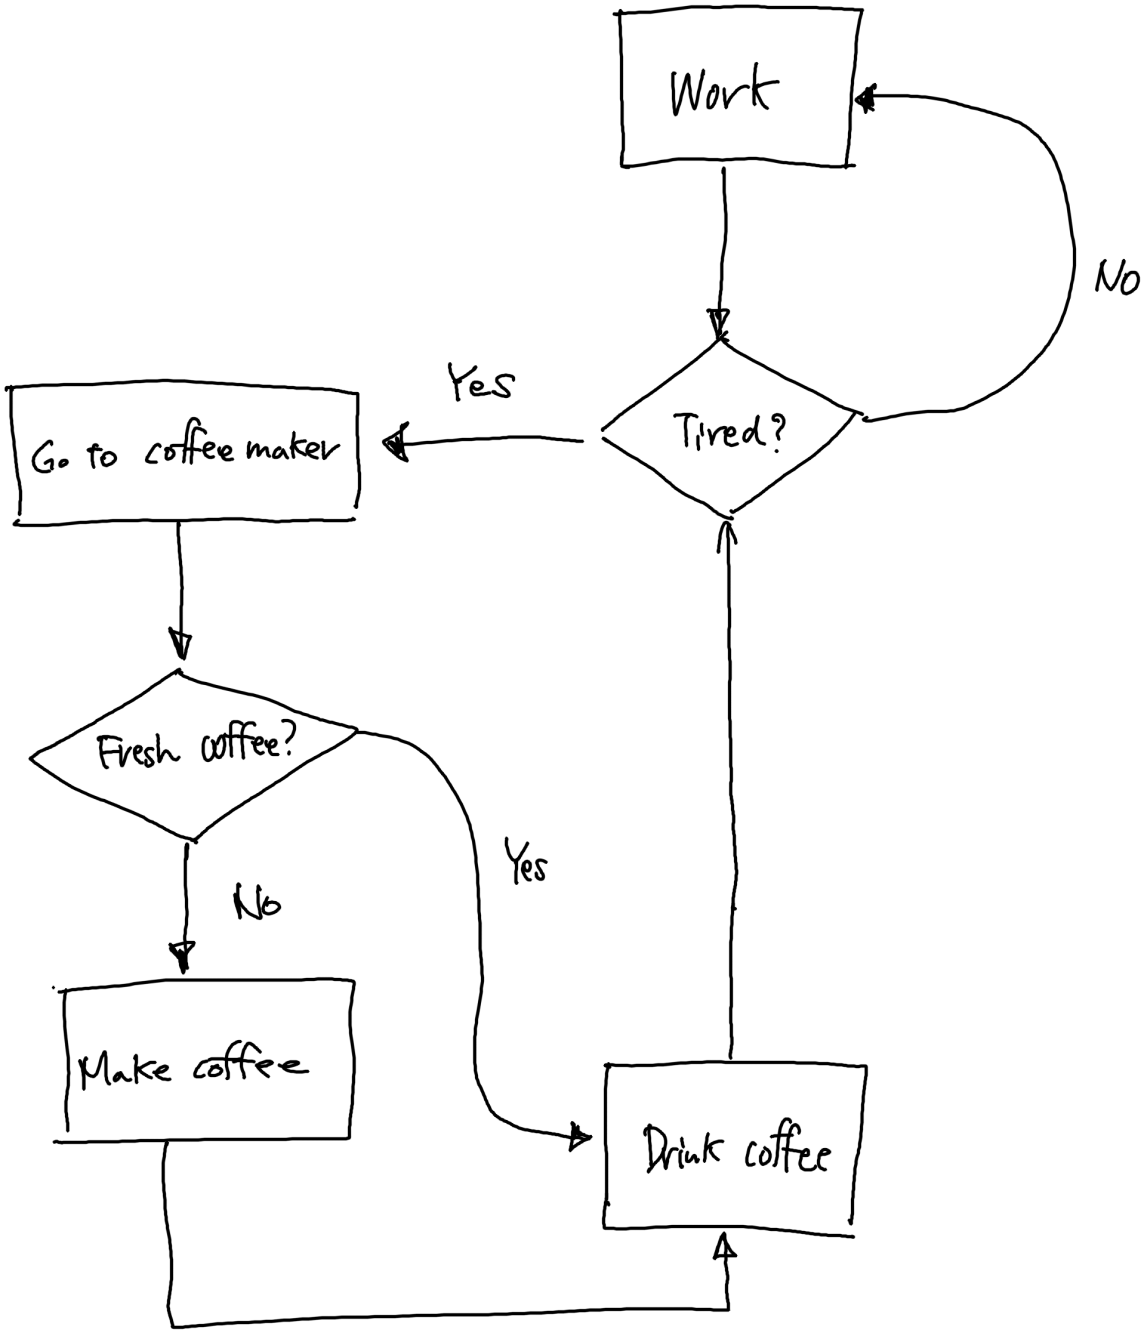 Work
No
Tired?
Yes
Go to coffee maker
Fresh coffee?
Yes
No
Make coffee
Drink coffee